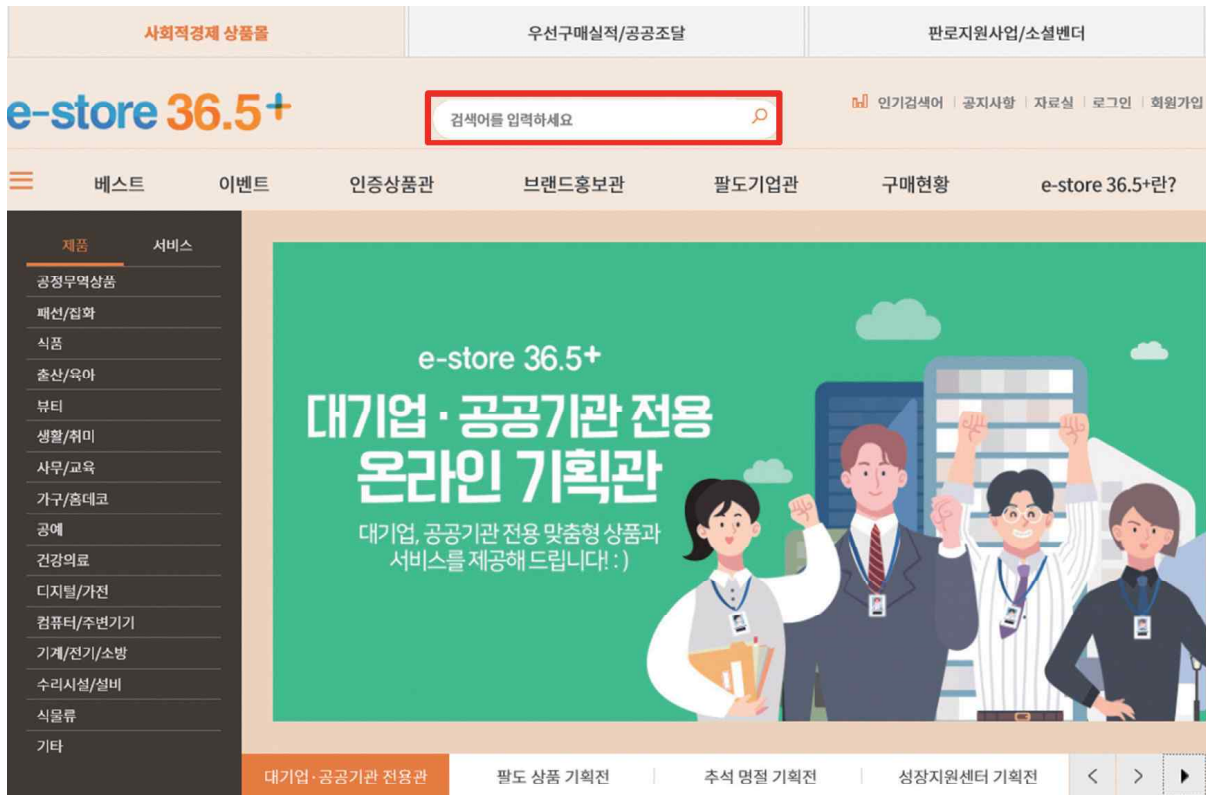 사회적경제 상품몰
우선구매실적/공공조달
판로지원사업/소셜벤더
e-store 36.5+
검색어를 입력하세요
인기검색어 | 공지사항 | 자료실 | 로그인 | 회원가입
베스트
이벤트
인증상품관
브랜드홍보관
팔도기업관
구매현황
e-store 36.5+란?
제품
서비스
공정무역상품
패션/잡화
식품
출산/육아
뷰티
생활/취미
사무/교육
가구/홈데코
공예
건강의료
디지털/가전
컴퓨터/주변기기
기계/전기/소방
수리시설/설비
식물류
기타
e-store 36.5+
대기업 · 공공기관 전용
온라인 기획관
대기업, 공공기관 전용 맞춤형 상품과
서비스를 제공해 드립니다! : )
대기업·공공기관 전용관
팔도 상품 기획전
추석 명절 기획전
성장지원센터 기획전